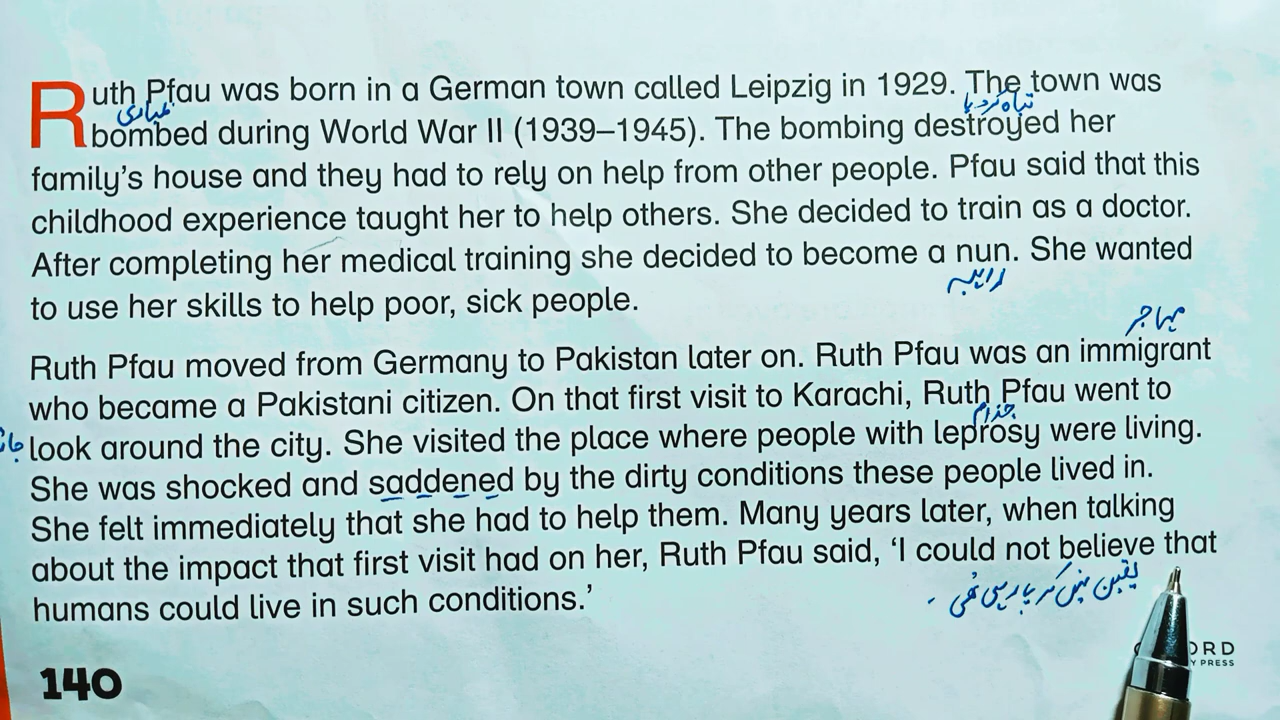 Ruth Pfau was born in a German town called Leipzig in 1929. The town was
بمباری تباہ کر دیا
bombed during World War II (1939–1945). The bombing destroyed her
family's house and they had to rely on help from other people. Pfau said that this
childhood experience taught her to help others. She decided to train as a doctor.
After completing her medical training she decided to become a nun. She wanted
راہبہ
to use her skills to help poor, sick people.
مہاجر
Ruth Pfau moved from Germany to Pakistan later on. Ruth Pfau was an immigrant
who became a Pakistani citizen. On that first visit to Karachi, Ruth Pfau went to
جذام
look around the city. She visited the place where people with leprosy were living.
She was shocked and saddened by the dirty conditions these people lived in.
She felt immediately that she had to help them. Many years later, when talking
about the impact that first visit had on her, Ruth Pfau said, ‘I could not believe that
یقین نہیں کر پا رہی تھی
humans could live in such conditions.’
ORD
Y PRESS
140